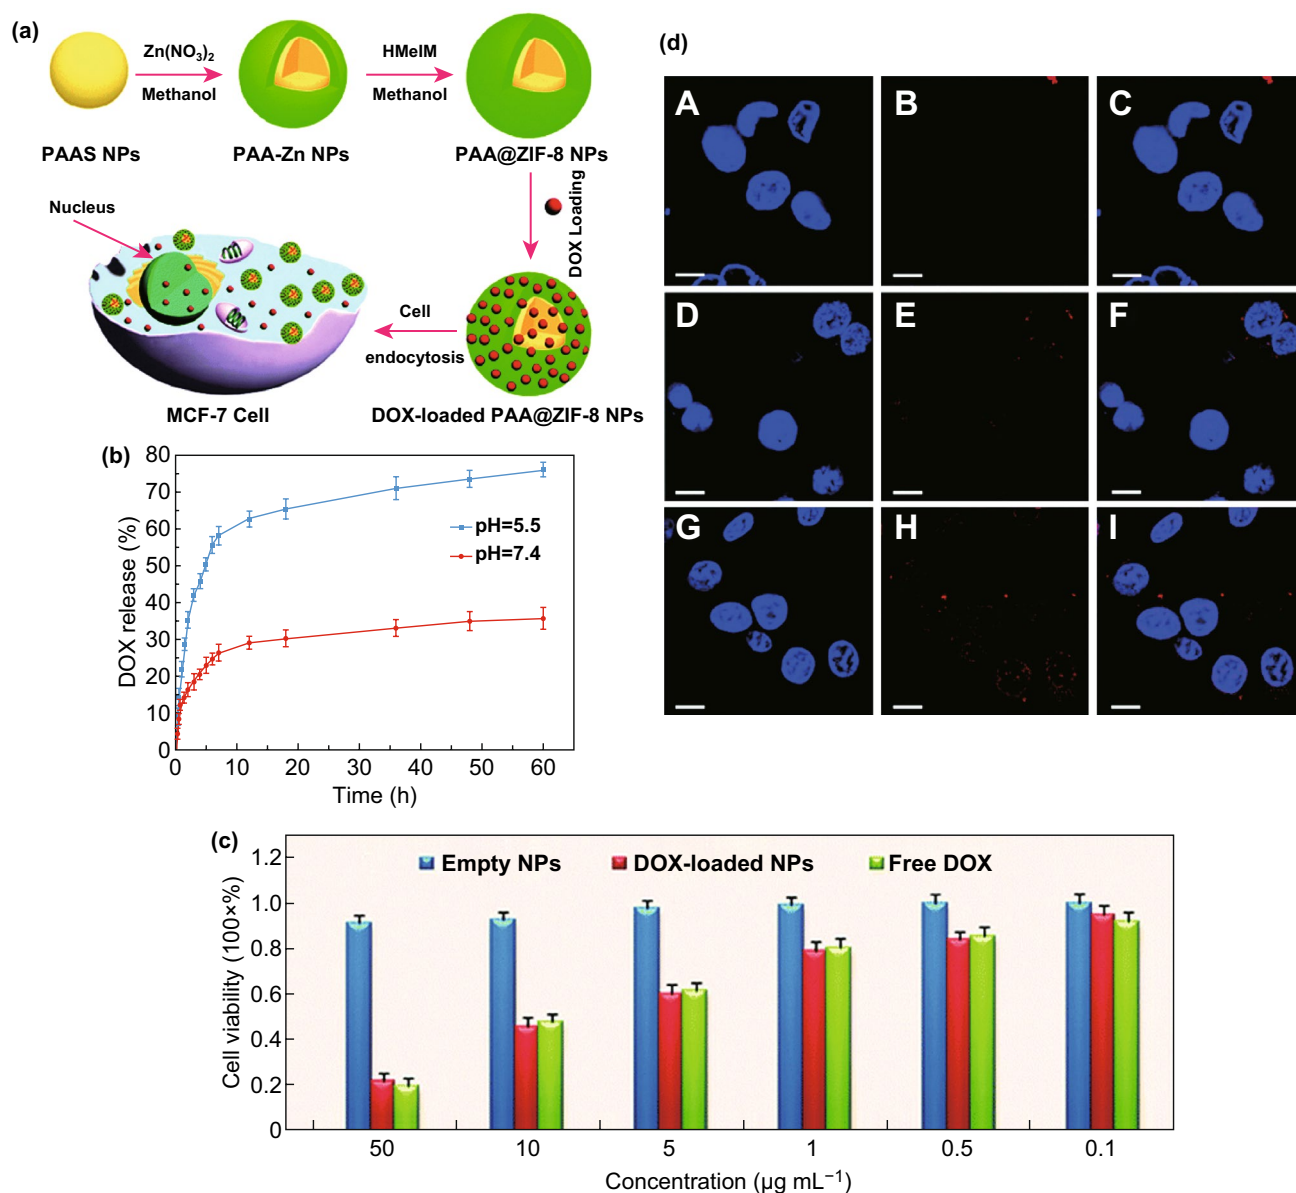 (a)
Zn(NO₃)₂
Methanol
HMeIM
Methanol
PAAS NPs
PAA-Zn NPs
PAA@ZIF-8 NPs
DOX Loading
Nucleus
Cell
endocytosis
MCF-7 Cell
DOX-loaded PAA@ZIF-8 NPs
(b)
80
70
60
50
40
30
20
10
0
DOX release (%)
pH=5.5
pH=7.4
0 10 20 30 40 50 60
Time (h)
(d)
A B C
D E F
G H I
(c)
1.2
1.0
0.8
0.6
0.4
0.2
0
Cell viability (100×%)
Empty NPs DOX-loaded NPs Free DOX
50 10 5 1 0.5 0.1
Concentration (µg mL⁻¹)